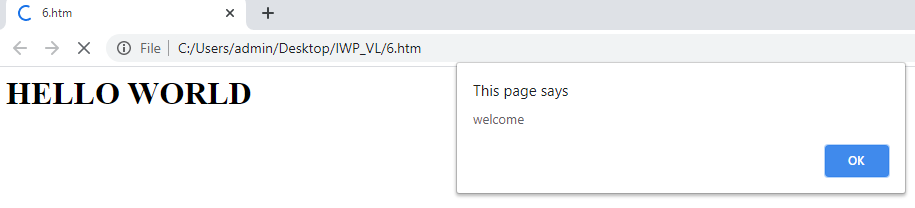 6.htm
File | C:/Users/admin/Desktop/IWP_VL/6.htm
HELLO WORLD
This page says
welcome
OK